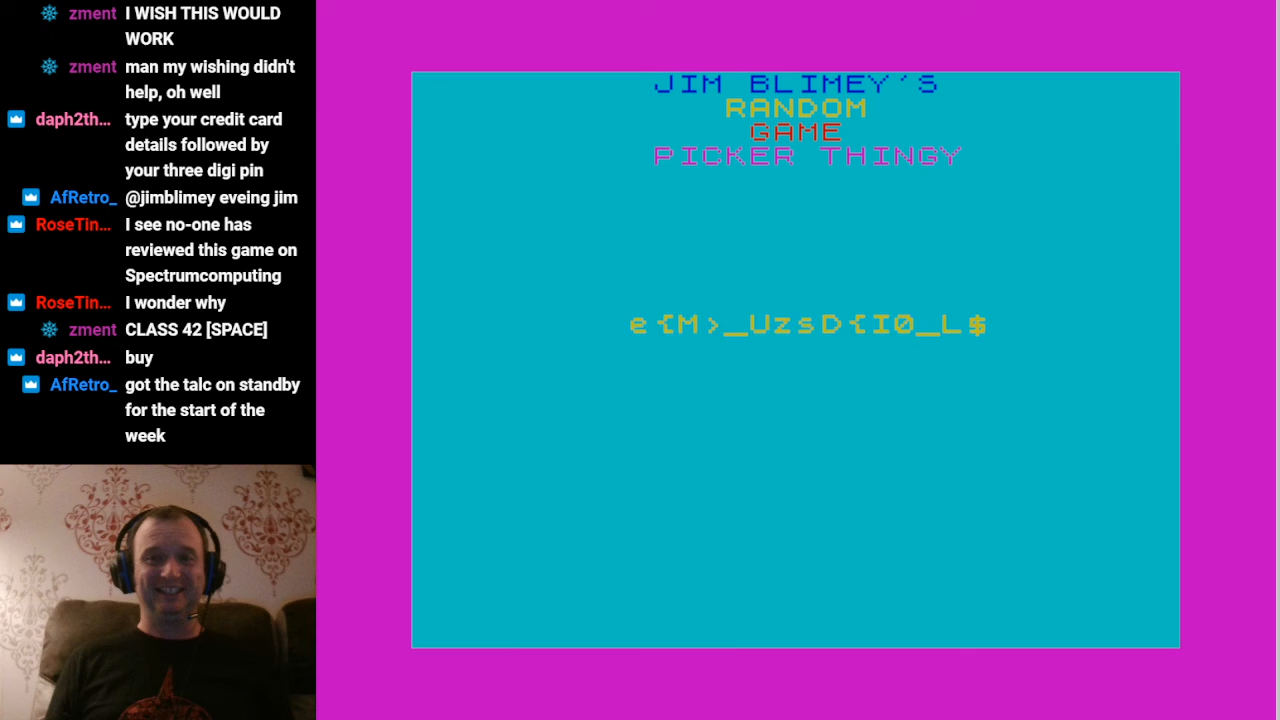 zment I WISH THIS WOULD
WORK
zment man my wishing didn't
help, oh well
daph2th... type your credit card
details followed by
your three digi pin
AfRetro_ @jimblimey eveing jim
RoseTin... I see no-one has
reviewed this game on
Spectrumcomputing
RoseTin... I wonder why
zment CLASS 42 [SPACE]
daph2th... buy
AfRetro_ got the talc on standby
for the start of the
week
JIM BLIMEY'S
RANDOM
GAME
PICKER THINGY
e{M>_UzsD{I0_L$